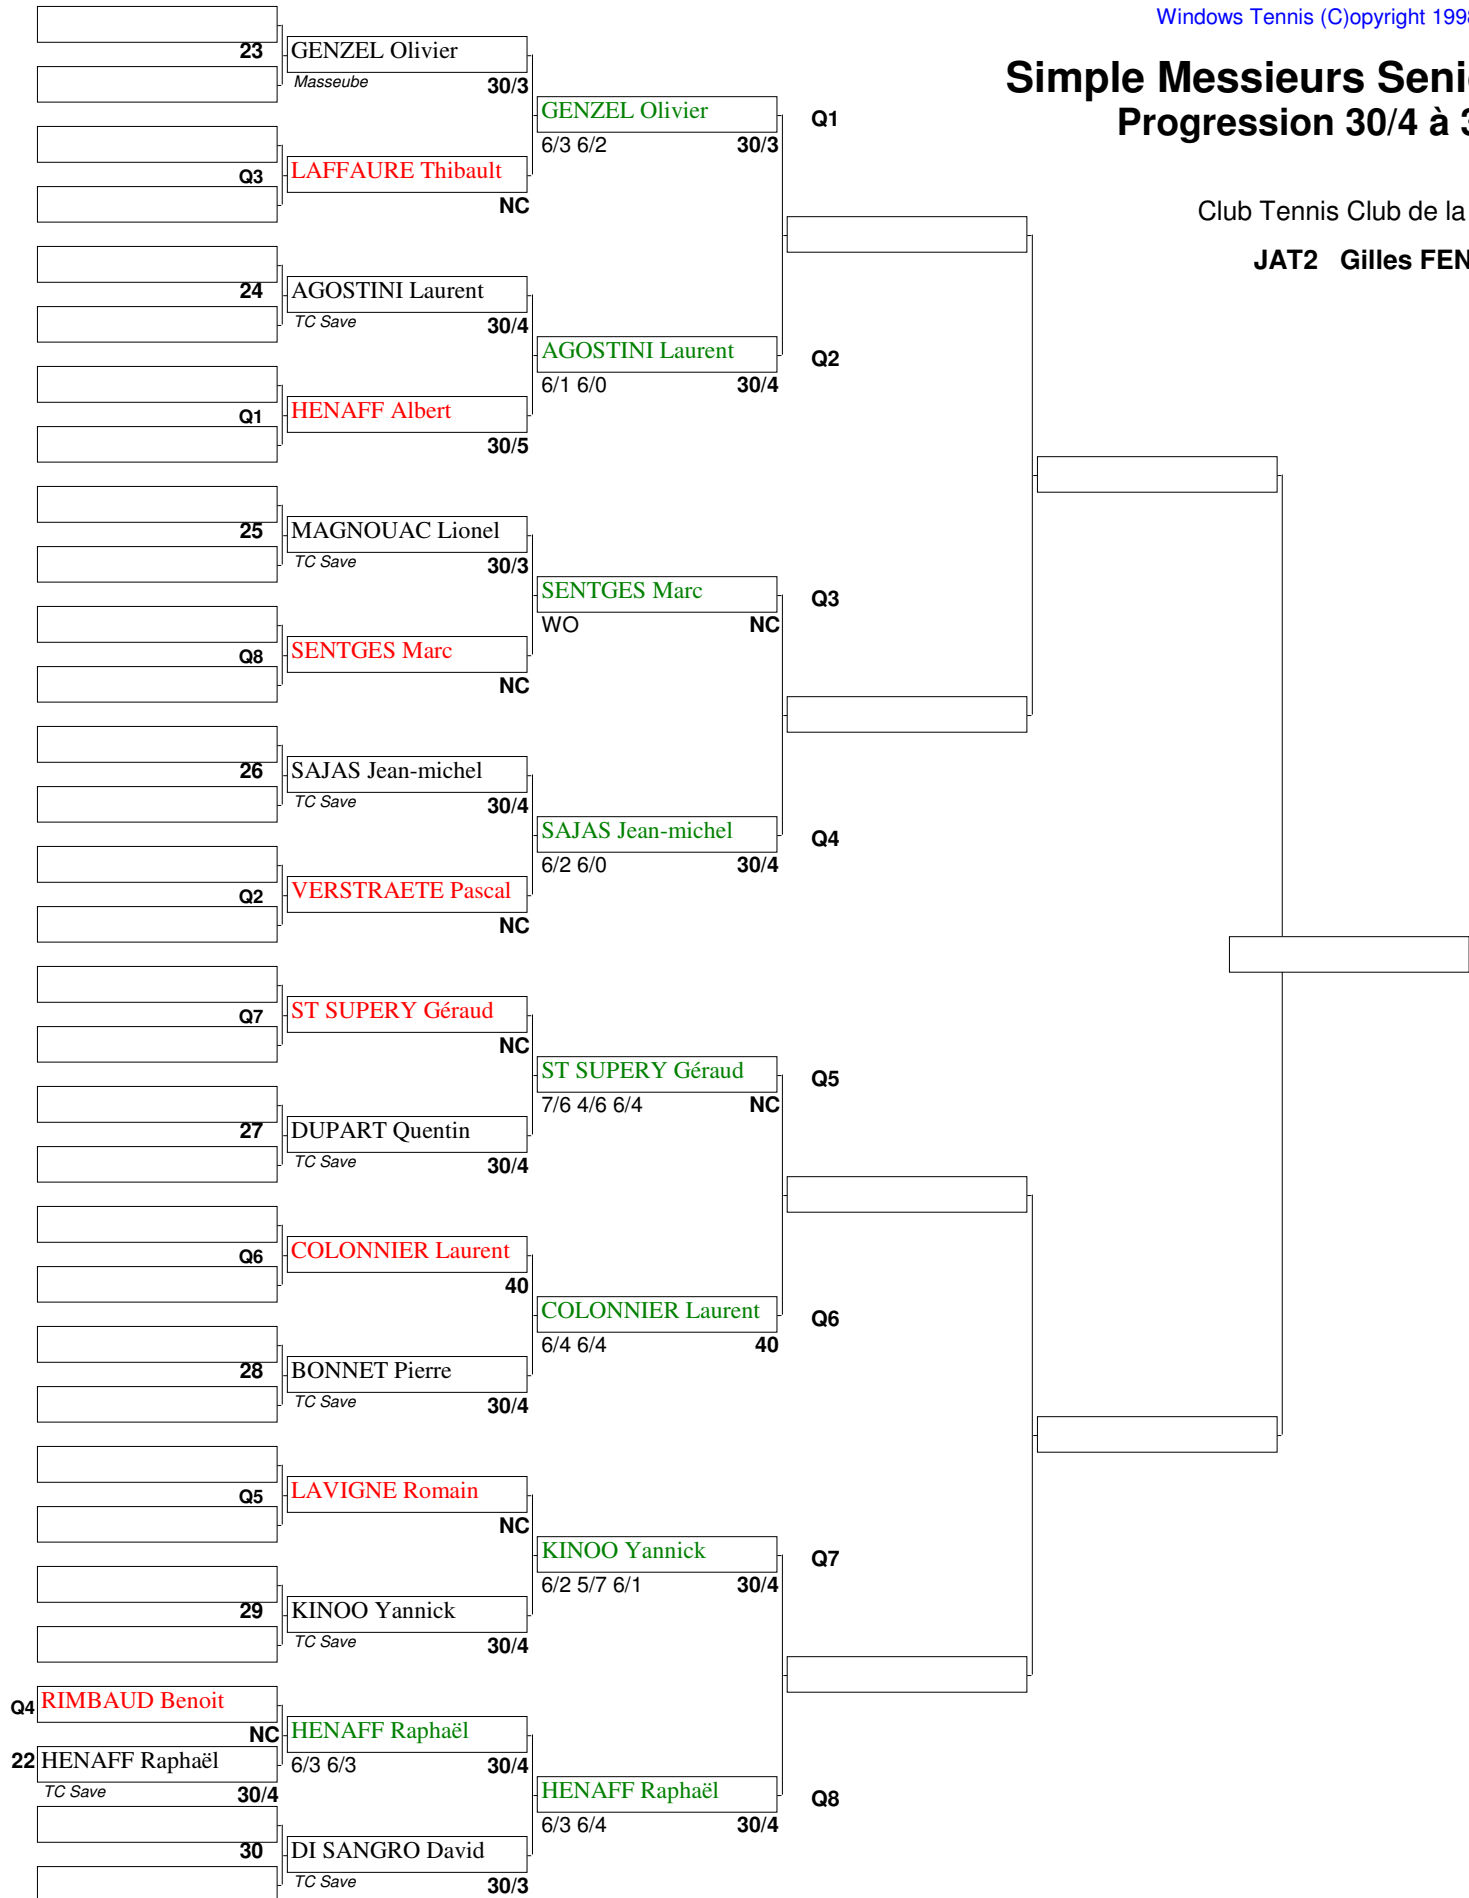 Windows Tennis (C)opyright 1998
Simple Messieurs
Progression 30/4 à
Club Tennis Club de la
JAT2 Gilles
23
GENZEL Olivier
Masseube
30/3
GENZEL Olivier
6/3 6/2
30/3
Q1
Q3
LAFFAURE Thibault
NC
24
AGOSTINI Laurent
TC Save
30/4
AGOSTINI Laurent
6/1 6/0
30/4
Q2
Q1
HENAFF Albert
30/5
25
MAGNOUAC Lionel
TC Save
30/3
SENTGES Marc
WO
NC
Q3
Q8
SENTGES Marc
NC
26
SAJAS Jean-michel
TC Save
30/4
SAJAS Jean-michel
6/2 6/0
30/4
Q4
Q2
VERSTRAETE Pascal
NC
Q7
ST SUPERY Géraud
NC
ST SUPERY Géraud
7/6 4/6 6/4
NC
Q5
27
DUPART Quentin
TC Save
30/4
Q6
COLONNIER Laurent
40
COLONNIER Laurent
6/4 6/4
40
Q6
28
BONNET Pierre
TC Save
30/4
Q5
LAVIGNE Romain
NC
KINOO Yannick
6/2 5/7 6/1
30/4
Q7
29
KINOO Yannick
TC Save
30/4
Q4
RIMBAUD Benoit
NC
HENAFF Raphaël
6/3 6/3
30/4
22
HENAFF Raphaël
TC Save
30/4
HENAFF Raphaël
6/3 6/4
30/4
Q8
30
DI SANGRO David
TC Save
30/3